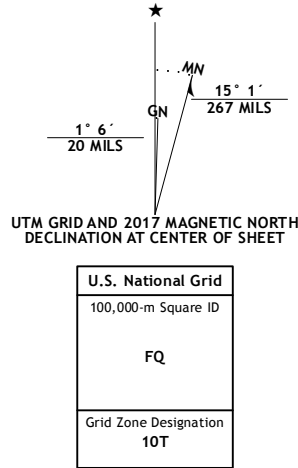 ★
MN
GN
15° 1´
267 MILS
1° 6´
20 MILS
UTM GRID AND 2017 MAGNETIC NORTH
DECLINATION AT CENTER OF SHEET
U.S. National Grid
100,000-m Square ID
FQ
Grid Zone Designation
10T